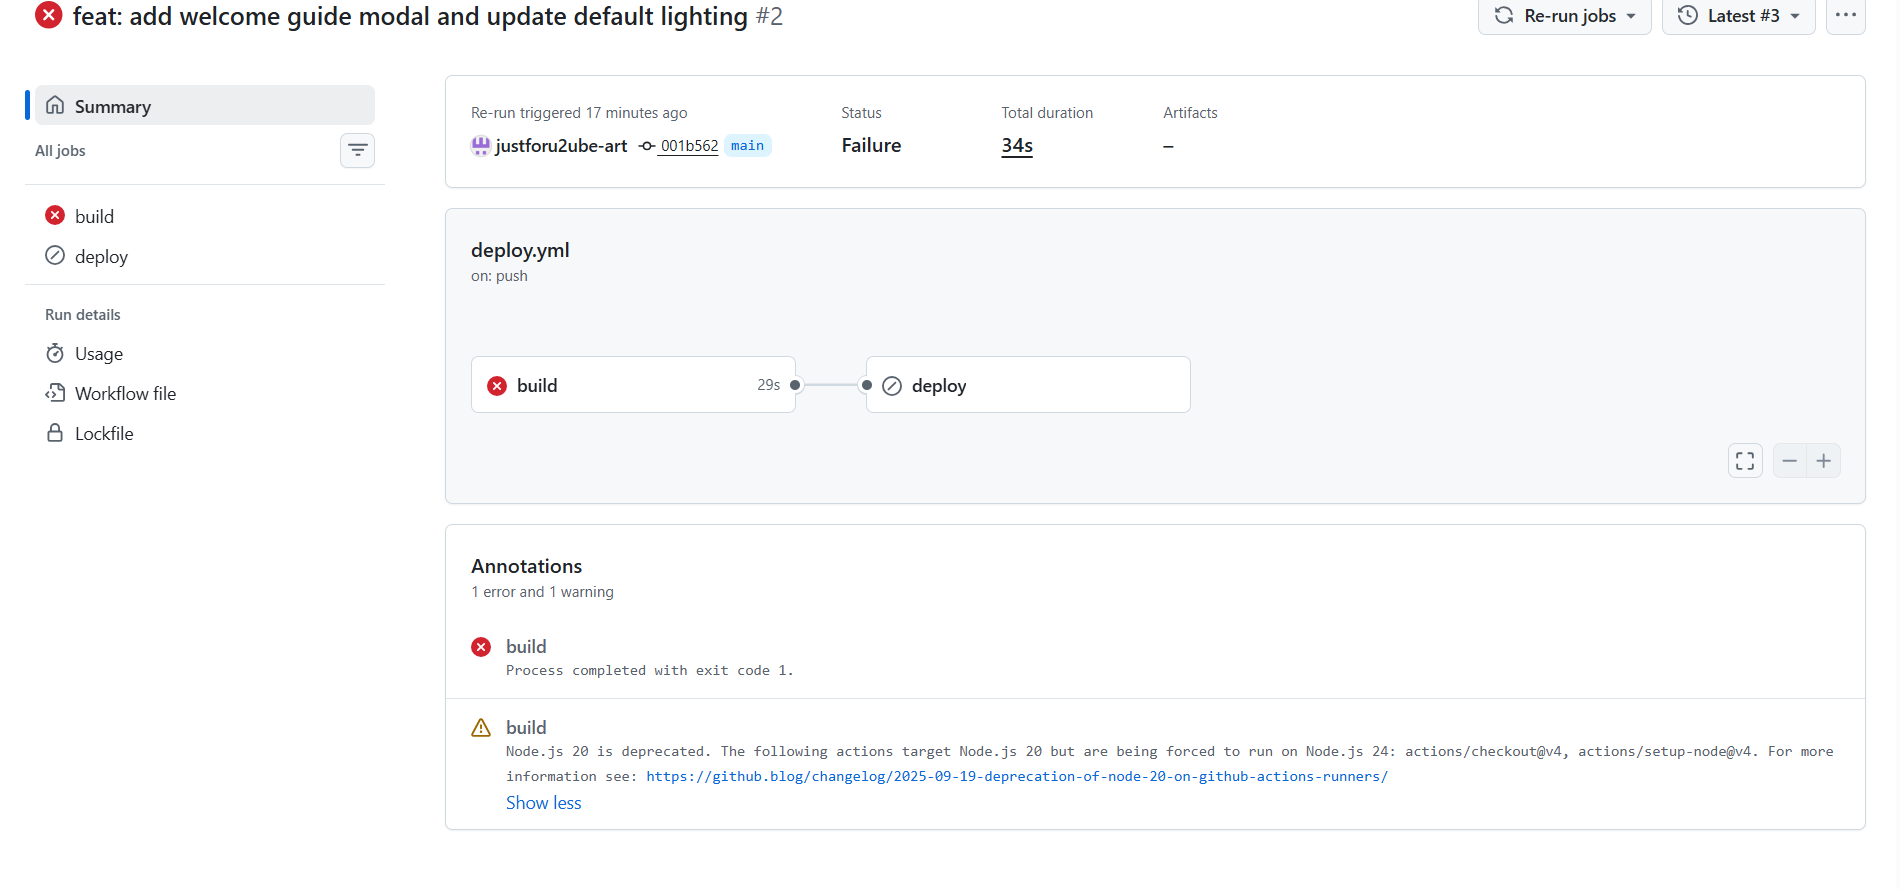 feat: add welcome guide modal and update default lighting #2
Re-run jobs
Latest #3
Summary
All jobs
build
deploy
Run details
Usage
Workflow file
Lockfile
Re-run triggered 17 minutes ago
justforu2ube-art 001b562 main
Status
Failure
Total duration
34s
Artifacts
–
deploy.yml
on: push
build 29s
deploy
Annotations
1 error and 1 warning
build
Process completed with exit code 1.
build
Node.js 20 is deprecated. The following actions target Node.js 20 but are being forced to run on Node.js 24: actions/checkout@v4, actions/setup-node@v4. For more
information see: https://github.blog/changelog/2025-09-19-deprecation-of-node-20-on-github-actions-runners/
Show less